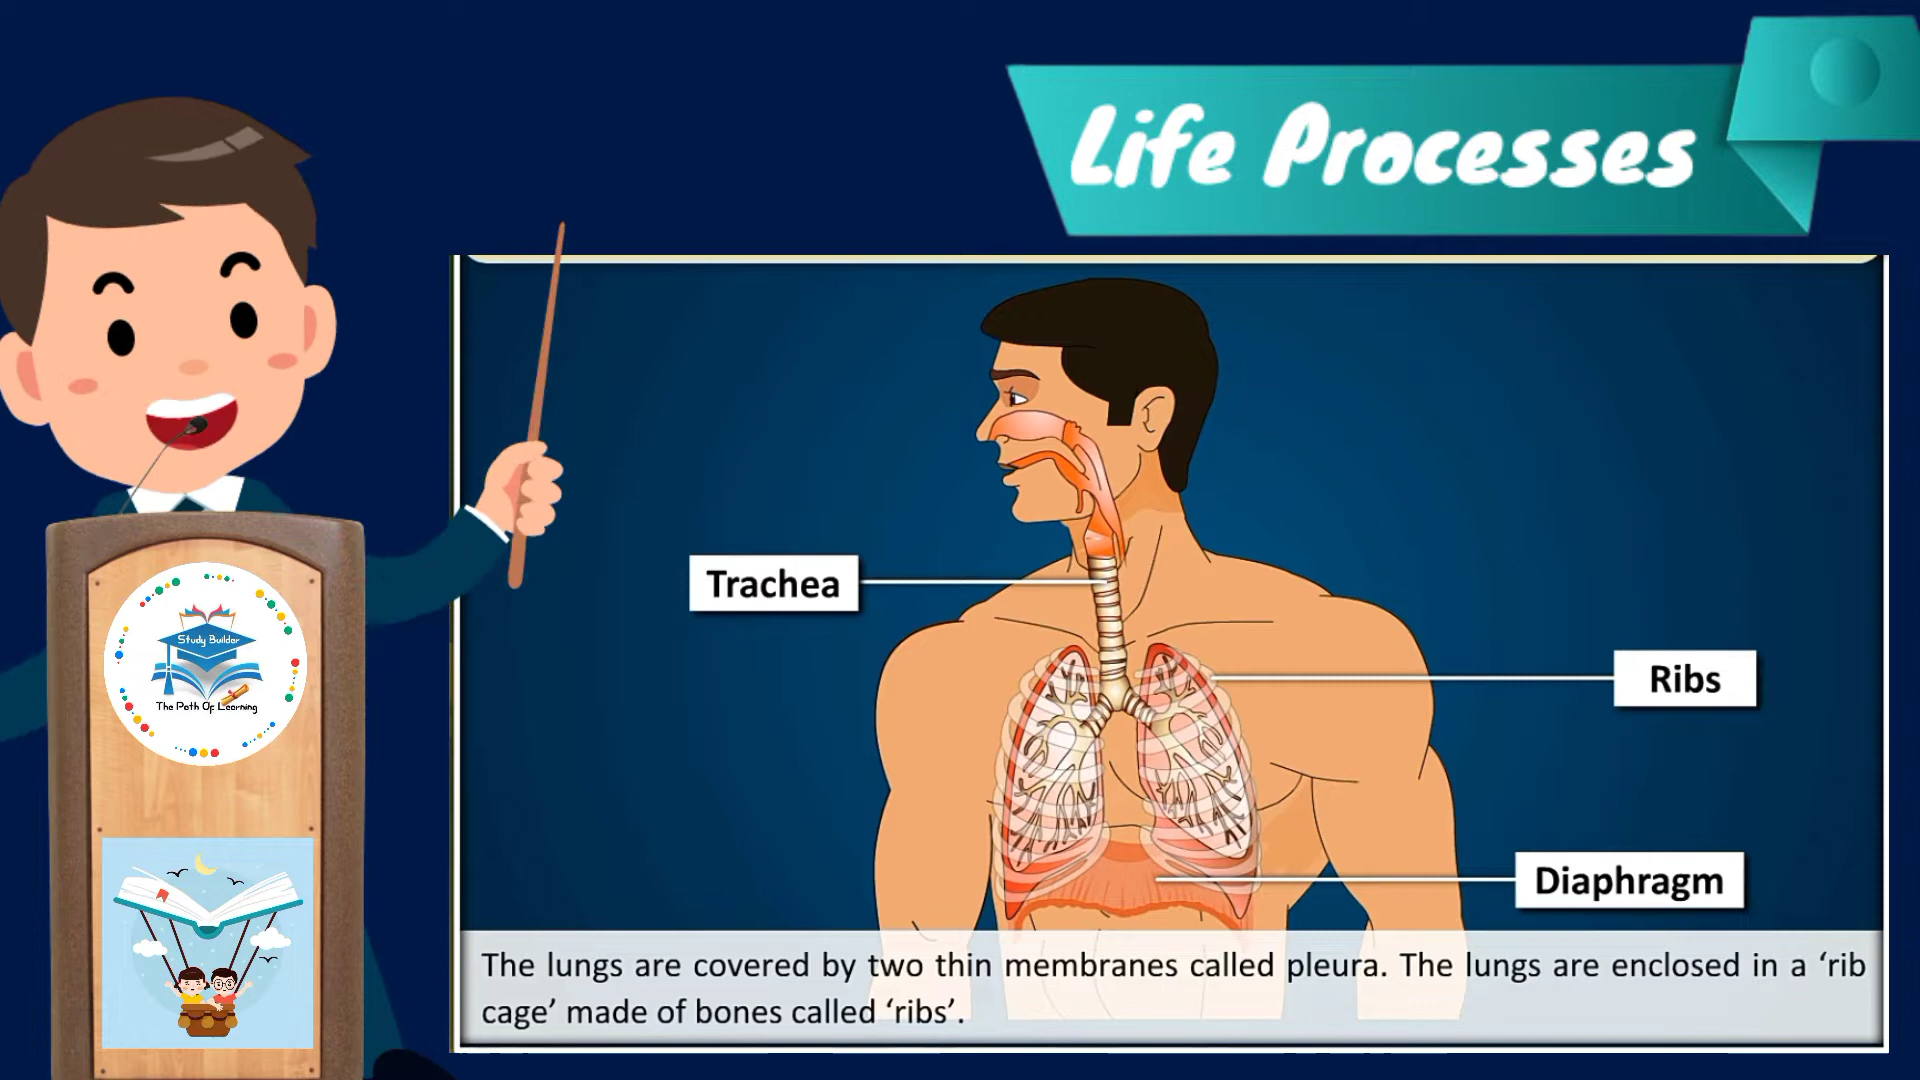 Life Processes
Trachea
Ribs
Diaphragm
The lungs are covered by two thin membranes called pleura. The lungs are enclosed in a ‘rib
cage’ made of bones called ‘ribs’.
Study Builder
The Path Of Learning